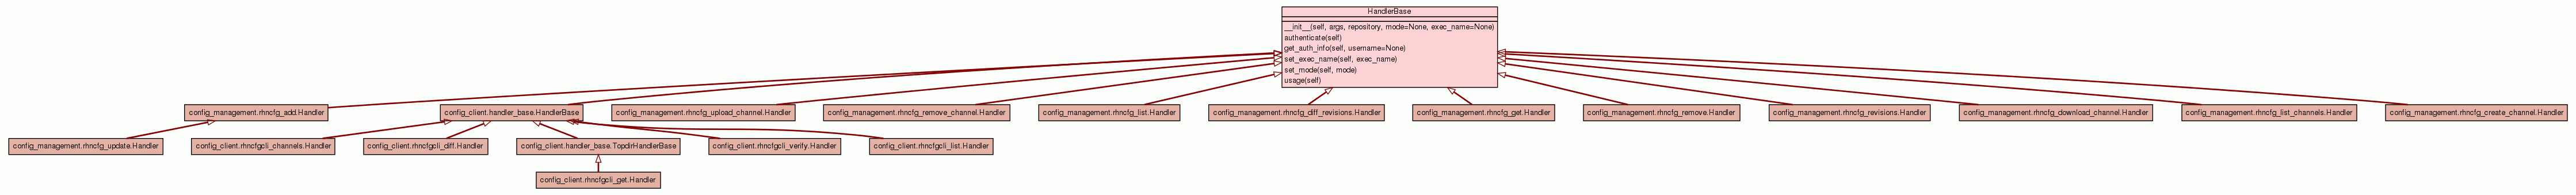 HandlerBase
__init__(self, args, repository, mode=None, exec_name=None)
authenticate(self)
get_auth_info(self, username=None)
set_exec_name(self, exec_name)
set_mode(self, mode)
usage(self)
config_management.rhncfg_add.Handler
config_client.handler_base.HandlerBase
config_management.rhncfg_upload_channel.Handler
config_management.rhncfg_remove_channel.Handler
config_management.rhncfg_list.Handler
config_management.rhncfg_diff_revisions.Handler
config_management.rhncfg_get.Handler
config_management.rhncfg_remove.Handler
config_management.rhncfg_revisions.Handler
config_management.rhncfg_download_channel.Handler
config_management.rhncfg_list_channels.Handler
config_management.rhncfg_create_channel.Handler
config_management.rhncfg_update.Handler
config_client.rhncfgcli_channels.Handler
config_client.rhncfgcli_diff.Handler
config_client.handler_base.TopdirHandlerBase
config_client.rhncfgcli_verify.Handler
config_client.rhncfgcli_list.Handler
config_client.rhncfgcli_get.Handler